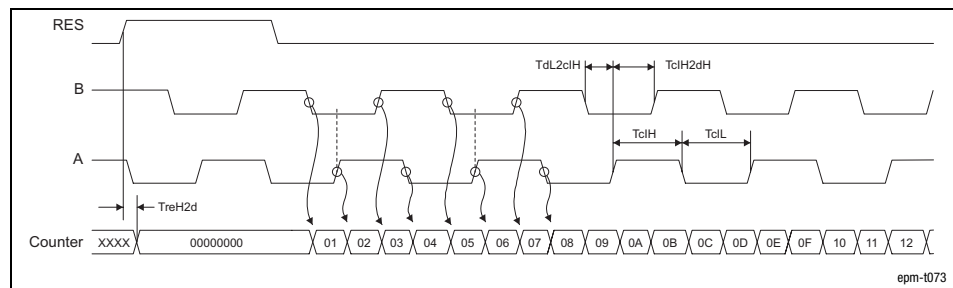 RES
TdL2clH TclH2dH
B
TclH TclL
A
TreH2d
Counter XXXX 00000000 01 02 03 04 05 06 07 08 09 0A 0B 0C 0D 0E 0F 10 11 12
epm-t073